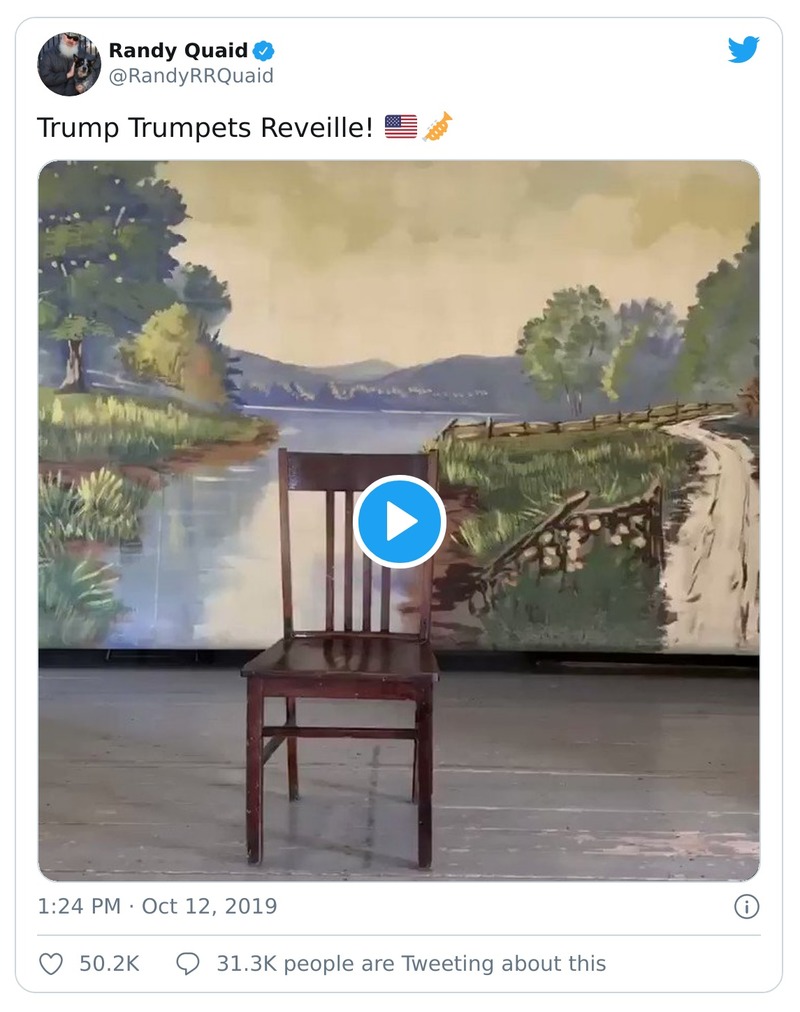 Randy Quaid
@RandyRRQuaid
Trump Trumpets Reveille! 🇺🇸🎺
1:24 PM · Oct 12, 2019
50.2K 31.3K people are Tweeting about this